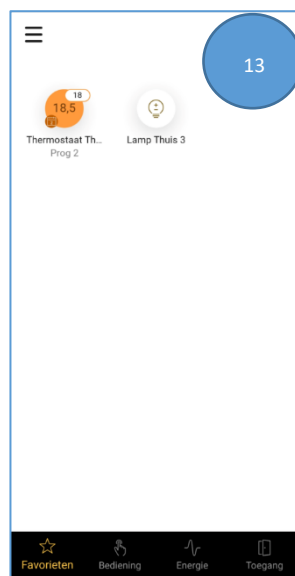 13
18
18,5
Thermostaat Th...
Lamp Thuis 3
Prog 2
Favorieten
Bediening
Energie
Toegang